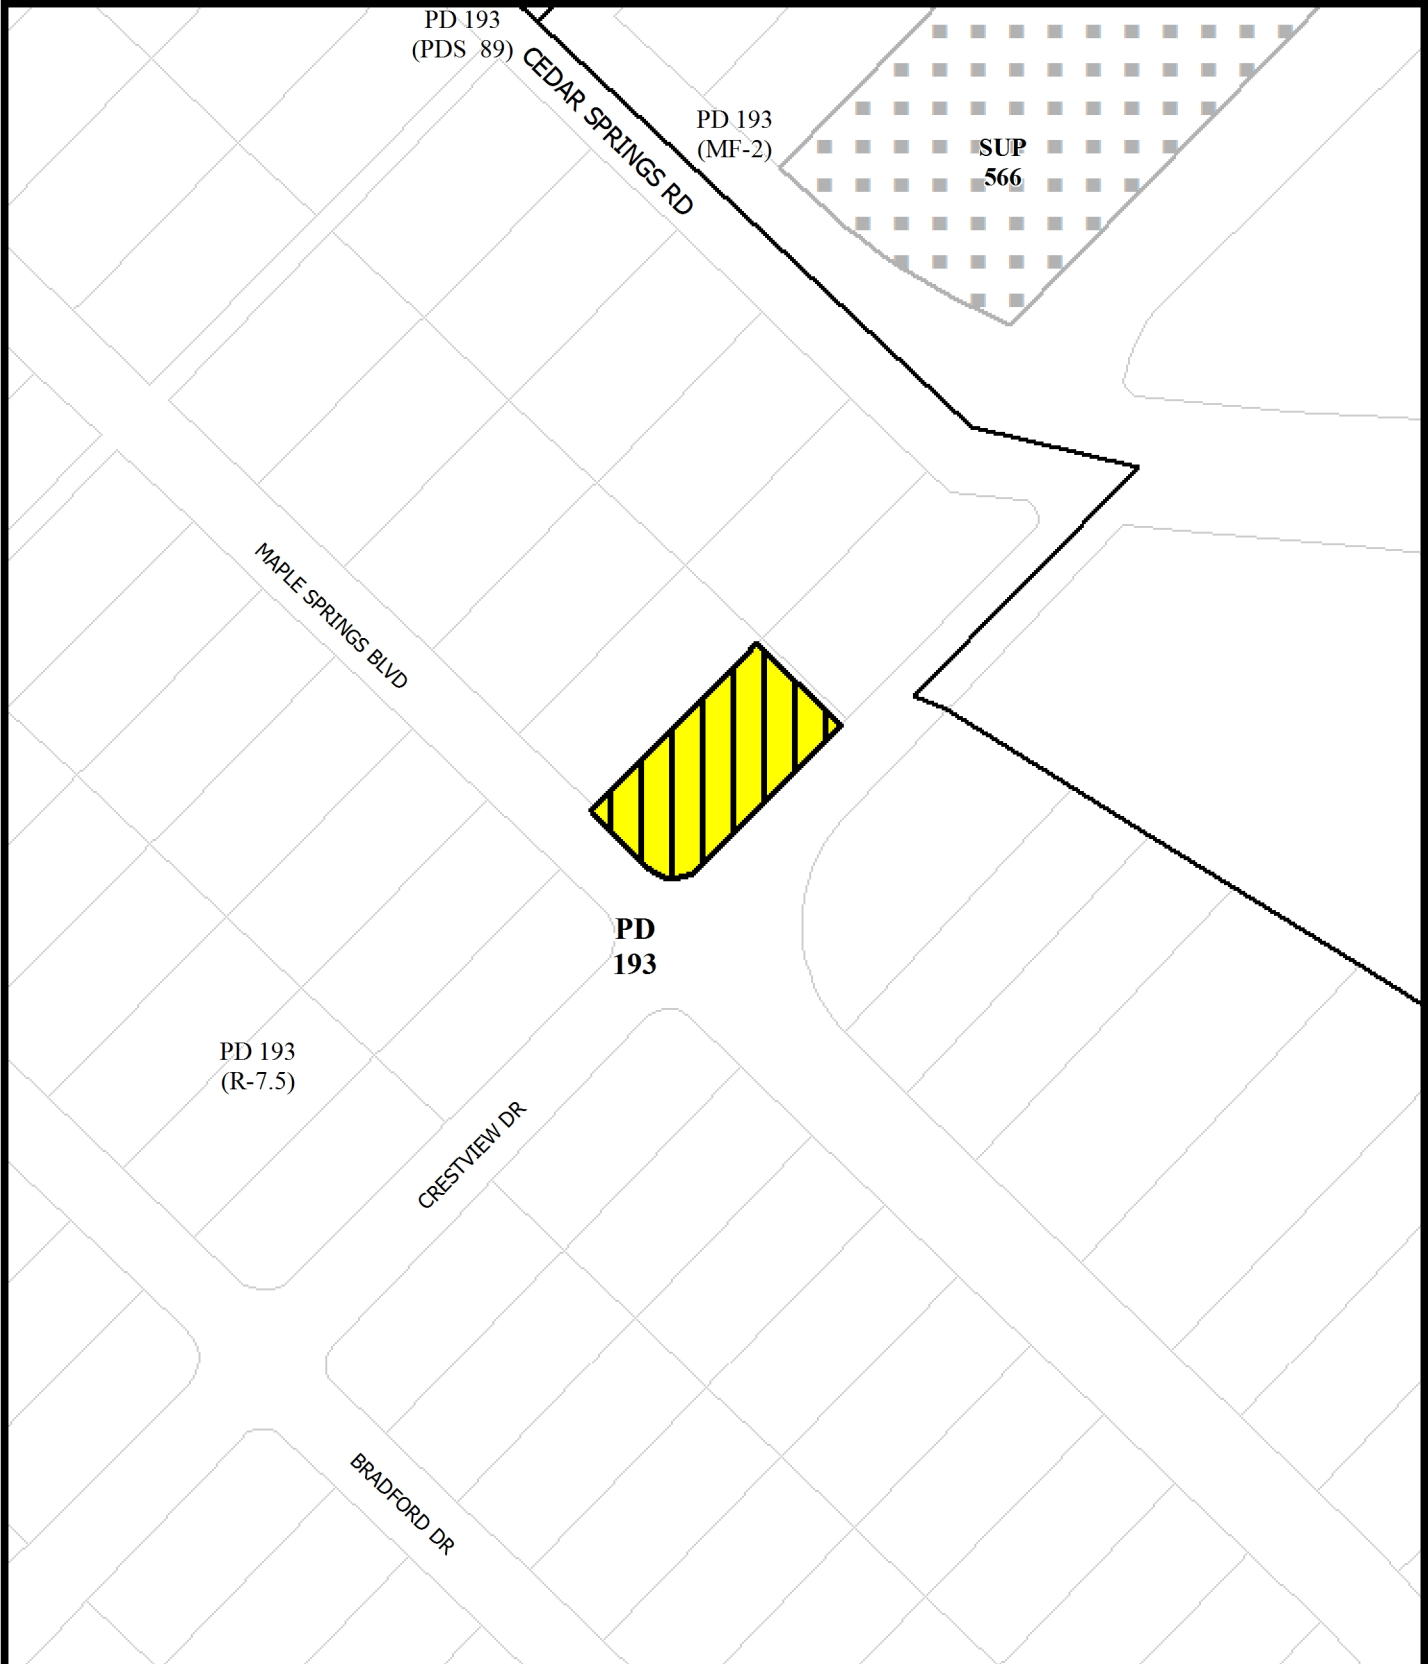 PD 193
(PDS 89)
CEDAR SPRINGS RD
PD 193
(MF-2)
SUP
566
MAPLE SPRINGS BLVD
PD
193
PD 193
(R-7.5)
CRESTVIEW DR
BRADFORD DR